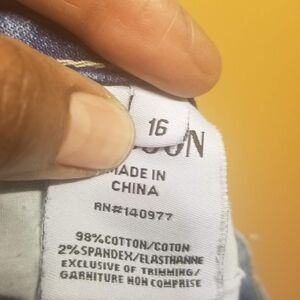 16
MADE IN
CHINA
RN#140977
98%COTTON/COTON
2%SPANDEX/ELASTHANNE
EXCLUSIVE OF TRIMMING/
GARNITURE NON COMPRISE